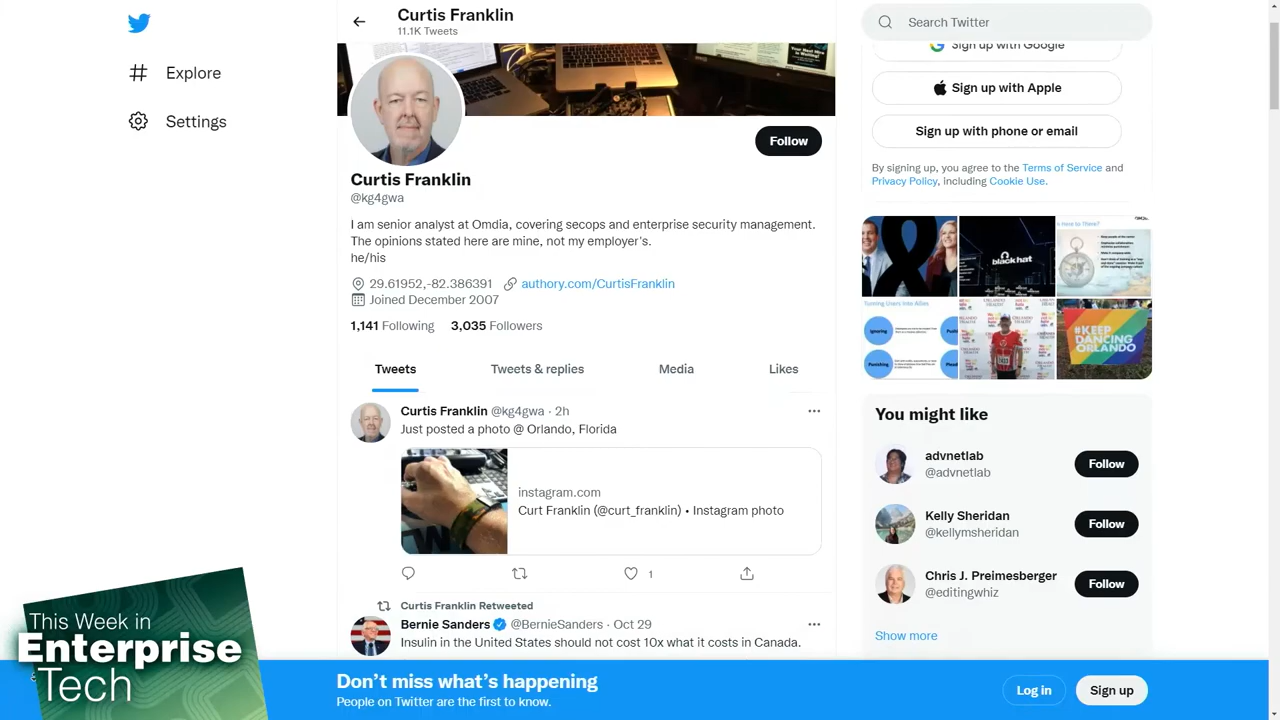 Curtis Franklin
11.1K Tweets
Search Twitter
Explore
Settings
Sign up with Google
Sign up with Apple
Sign up with phone or email
By signing up, you agree to the Terms of Service and
Privacy Policy, including Cookie Use.
Follow
Curtis Franklin
@kg4gwa
I am senior analyst at Omdia, covering secops and enterprise security management.
The opinions stated here are mine, not my employer's.
he/his
29.61952,-82.386391 authory.com/CurtisFranklin
Joined December 2007
1,141 Following 3,035 Followers
Tweets Tweets & replies Media Likes
Curtis Franklin @kg4gwa · 2h
Just posted a photo @ Orlando, Florida
instagram.com
Curt Franklin (@curt_franklin) • Instagram photo
1
Curtis Franklin Retweeted
Bernie Sanders @BernieSanders · Oct 29
Insulin in the United States should not cost 10x what it costs in Canada.
black hat
Turning Users Into Allies
Ignoring
Punishing
#KEEP
DANCING
ORLANDO
You might like
advnetlab
@advnetlab
Follow
Kelly Sheridan
@kellymsheridan
Follow
Chris J. Preimesberger
@editingwhiz
Follow
Show more
This Week in
Enterprise
Tech
Don't miss what's happening
People on Twitter are the first to know.
Log in
Sign up